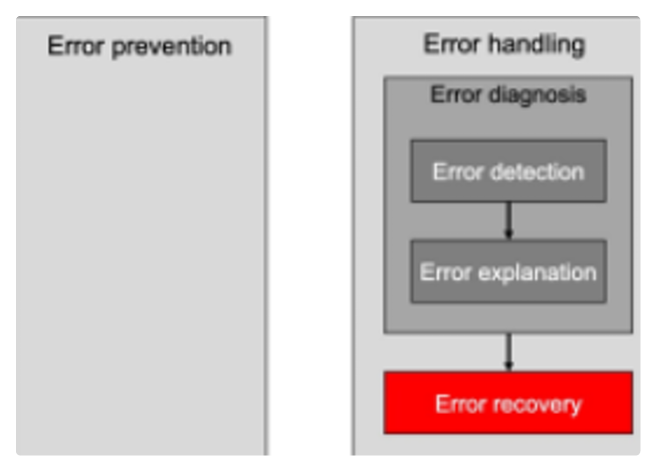 Error prevention
Error handling
Error diagnosis
Error detection
Error explanation
Error recovery